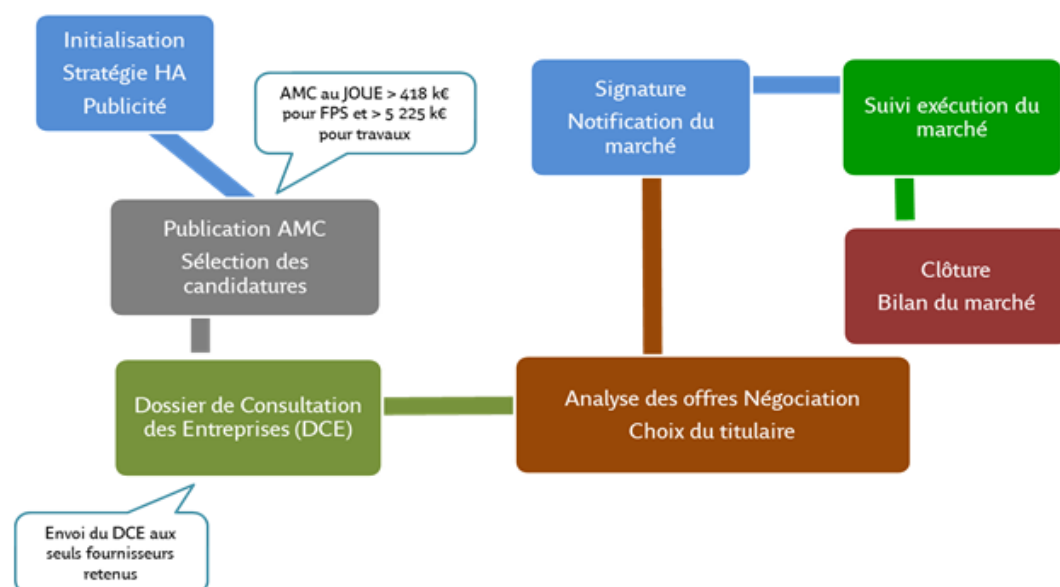 Initialisation
Stratégie HA
Publicité
AMC au JOUE > 418 k€
pour FPS et > 5 225 k€
pour travaux
Publication AMC
Sélection des
candidatures
Dossier de Consultation
des Entreprises (DCE)
Envoi du DCE aux
seuls fournisseurs
retenus
Analyse des offres Négociation
Choix du titulaire
Signature
Notification du
marché
Suivi exécution du
marché
Clôture
Bilan du marché